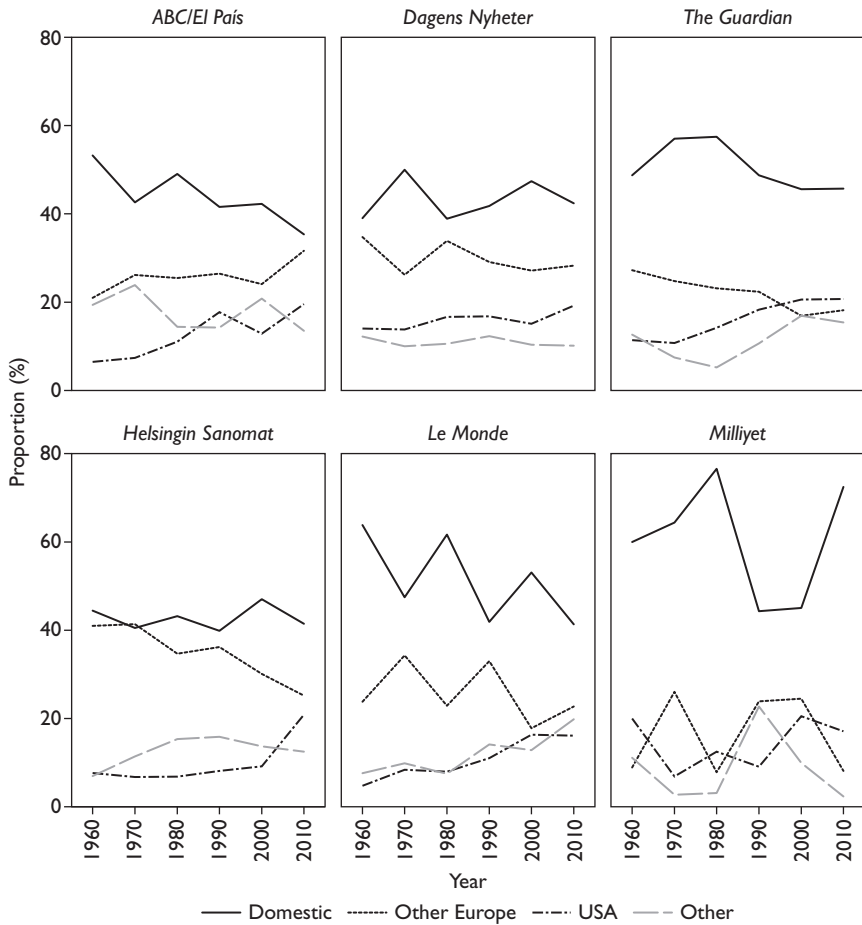 ABC/El País Dagens Nyheter The Guardian
80
60
40
20
0
Proportion (%)
Helsingin Sanomat Le Monde Milliyet
80
60
40
20
0
1960 1970 1980 1990 2000 2010 1960 1970 1980 1990 2000 2010 1960 1970 1980 1990 2000 2010
Year
Domestic Other Europe USA Other